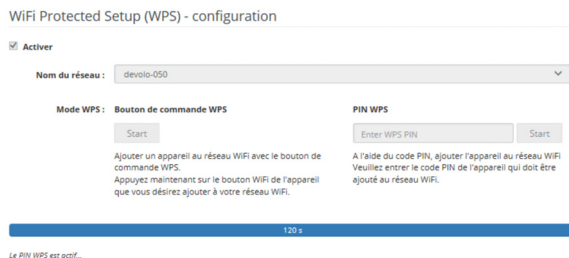 WiFi Protected Setup (WPS) - configuration
Activer
Nom du réseau :
devolo-050
Mode WPS :
Bouton de commande WPS
Start
Ajouter un appareil au réseau WiFi avec le bouton de
commande WPS.
Appuyez maintenant sur le bouton WiFi de l'appareil
que vous désirez ajouter à votre réseau WiFi.
PIN WPS
Enter WPS PIN
Start
A l'aide du code PIN, ajouter l'appareil au réseau WiFi
Veuillez entrer le code PIN de l'appareil qui doit être
ajouté au réseau WiFi.
120 s
Le PIN WPS est actif...